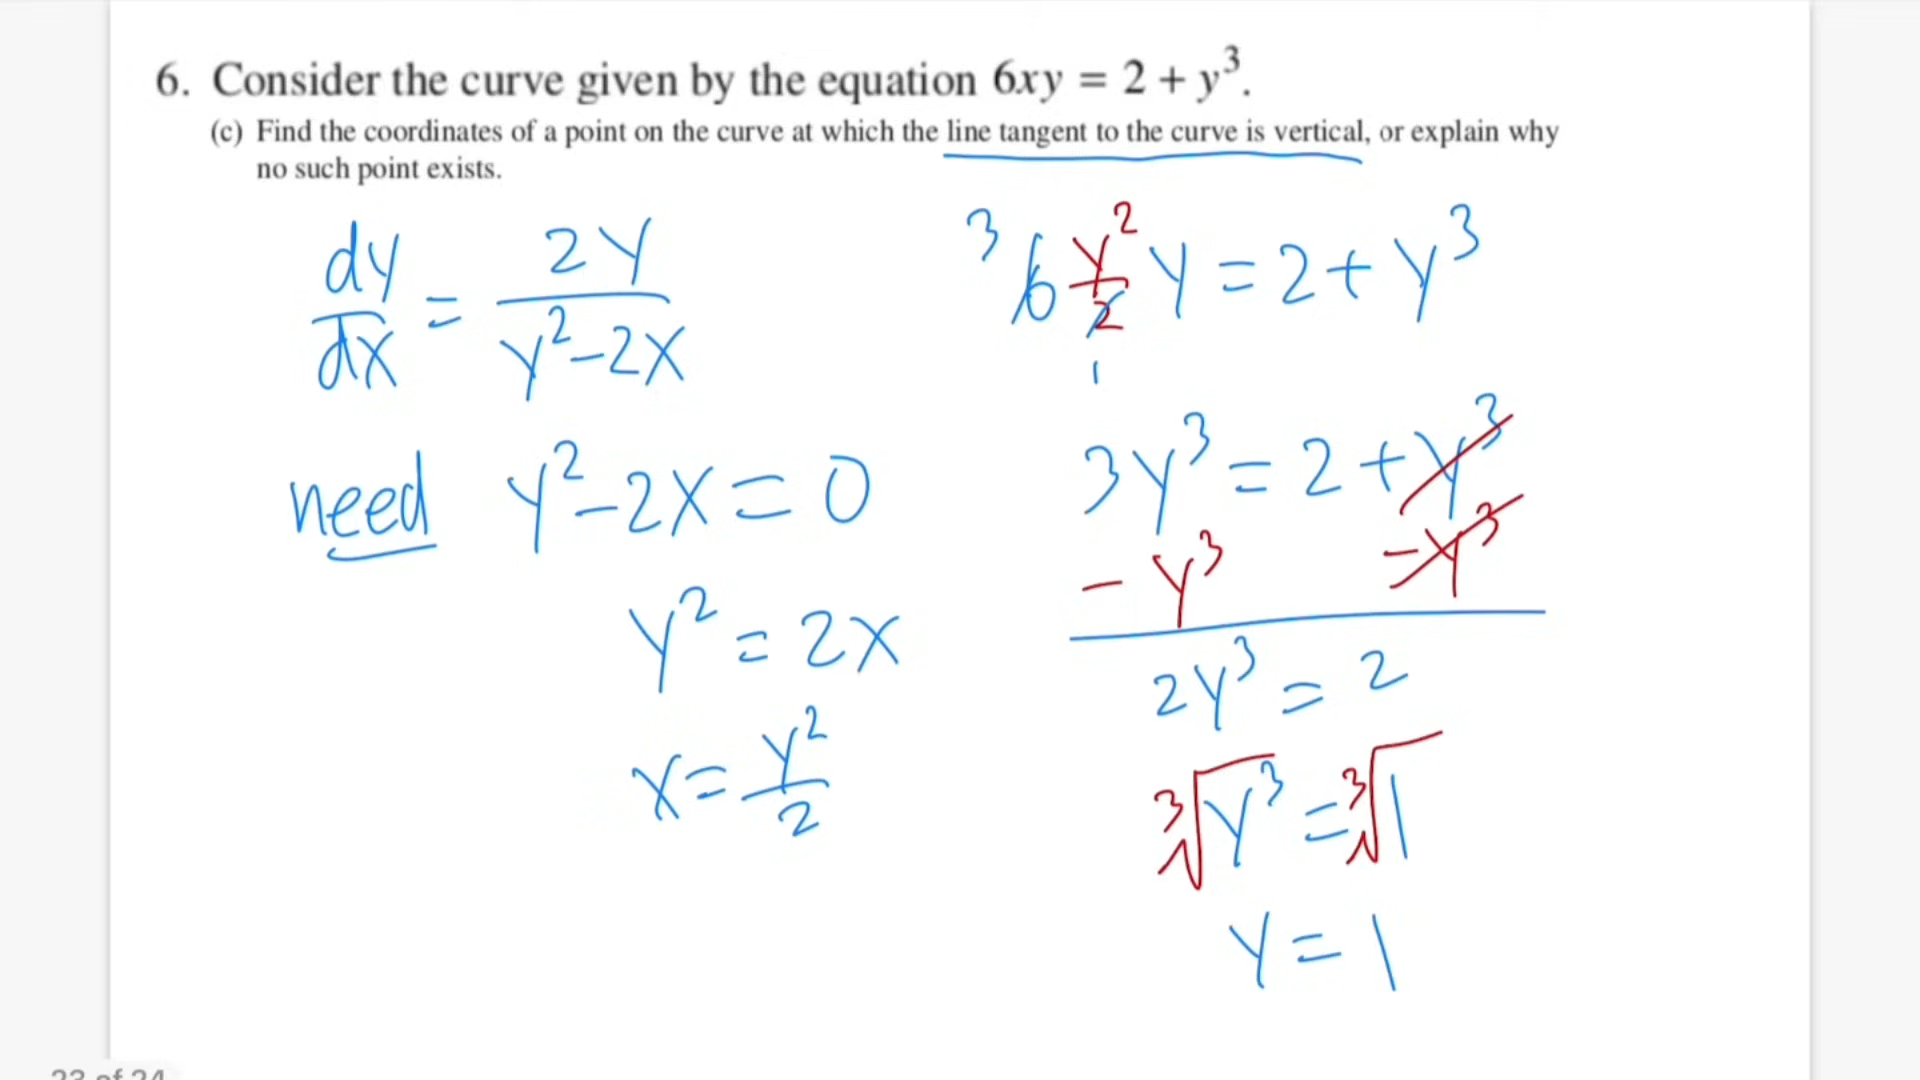 6. Consider the curve given by the equation 6xy = 2 + y³.
(c) Find the coordinates of a point on the curve at which the line tangent to the curve is vertical, or explain why
no such point exists.
dy/dx = 2y/(y²-2x)
need y²-2x=0
y² = 2x
x = y²/2
3 6 y²/2 y = 2 + y³
1
3y³ = 2 + y³
- y³ - y³
2y³ = 2
∛y³ = ∛1
y = 1